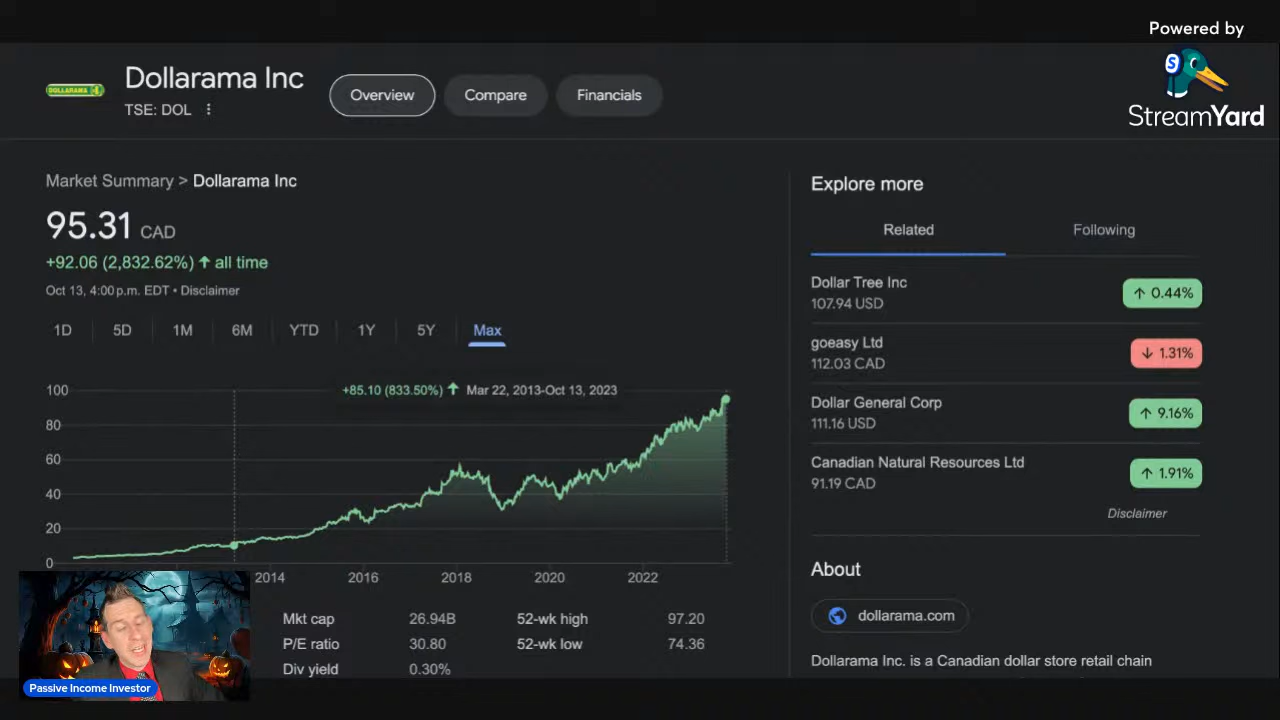 Powered by
StreamYard
DOLLARAMA
Dollarama Inc
TSE: DOL
Overview
Compare
Financials
Market Summary > Dollarama Inc
95.31 CAD
+92.06 (2,832.62%) ↑ all time
Oct 13, 4:00 p.m. EDT • Disclaimer
1D 5D 1M 6M YTD 1Y 5Y Max
+85.10 (833.50%) ↑ Mar 22, 2013-Oct 13, 2023
100
80
60
40
20
0
2014 2016 2018 2020 2022
Mkt cap 26.94B 52-wk high 97.20
P/E ratio 30.80 52-wk low 74.36
Div yield 0.30%
Explore more
Related Following
Dollar Tree Inc
107.94 USD
↑ 0.44%
goeasy Ltd
112.03 CAD
↓ 1.31%
Dollar General Corp
111.16 USD
↑ 9.16%
Canadian Natural Resources Ltd
91.19 CAD
↑ 1.91%
Disclaimer
About
dollarama.com
Dollarama Inc. is a Canadian dollar store retail chain
Passive Income Investor